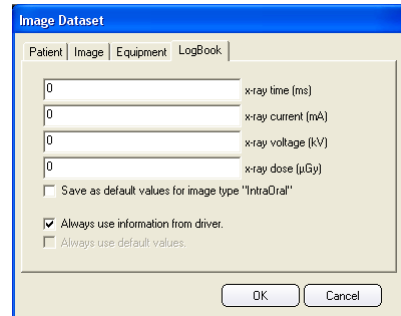 Image Dataset
Patient Image Equipment LogBook
0 x-ray time (ms)
0 x-ray current (mA)
0 x-ray voltage (kV)
0 x-ray dose (µGy)
Save as default values for image type "IntraOral"
Always use information from driver.
Always use default values.
OK Cancel